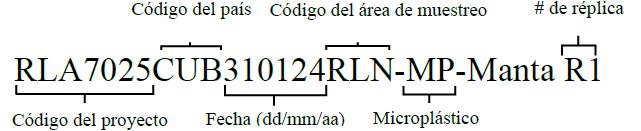 Código del país Código del área de muestreo # de réplica
RLA7025CUB310124RLN-MP-Manta R1
Código del proyecto Fecha (dd/mm/aa) Microplástico